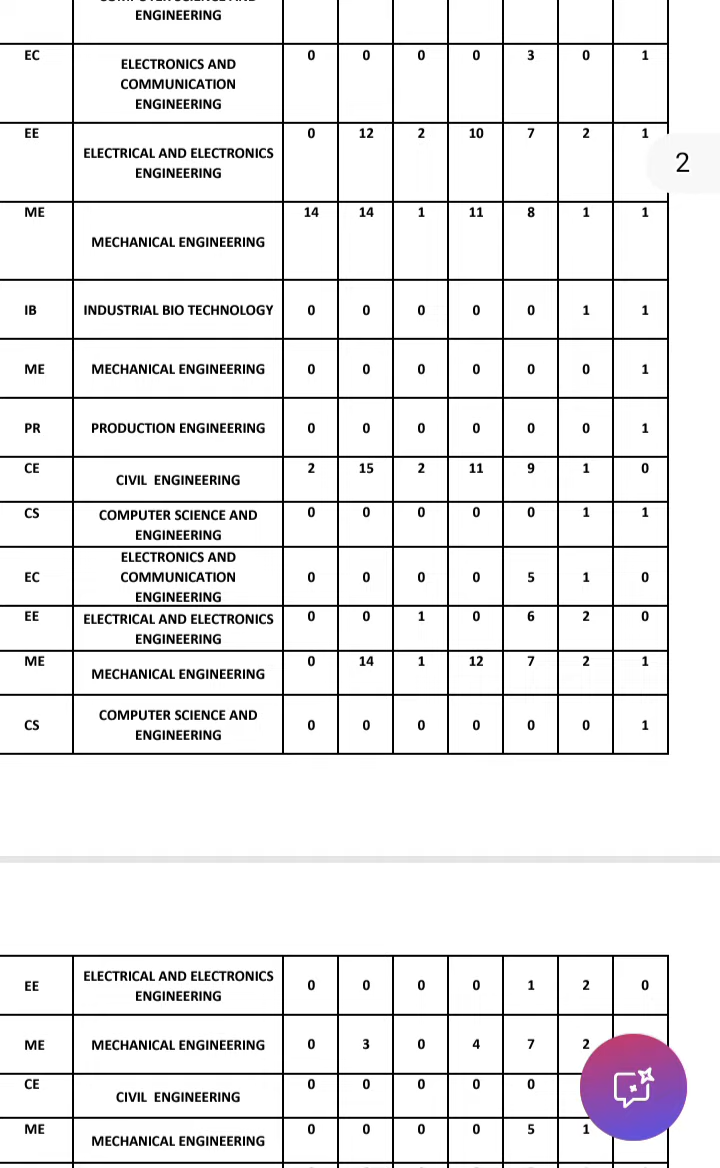 ENGINEERING
EC ELECTRONICS AND COMMUNICATION ENGINEERING 0 0 0 0 3 0 1
EE ELECTRICAL AND ELECTRONICS ENGINEERING 0 12 2 10 7 2 1
2
ME MECHANICAL ENGINEERING 14 14 1 11 8 1 1
IB INDUSTRIAL BIO TECHNOLOGY 0 0 0 0 0 1 1
ME MECHANICAL ENGINEERING 0 0 0 0 0 0 1
PR PRODUCTION ENGINEERING 0 0 0 0 0 0 1
CE CIVIL ENGINEERING 2 15 2 11 9 1 0
CS COMPUTER SCIENCE AND ENGINEERING 0 0 0 0 0 1 1
EC ELECTRONICS AND COMMUNICATION ENGINEERING 0 0 0 0 5 1 0
EE ELECTRICAL AND ELECTRONICS ENGINEERING 0 0 1 0 6 2 0
ME MECHANICAL ENGINEERING 0 14 1 12 7 2 1
CS COMPUTER SCIENCE AND ENGINEERING 0 0 0 0 0 0 1
EE ELECTRICAL AND ELECTRONICS ENGINEERING 0 0 0 0 1 2 0
ME MECHANICAL ENGINEERING 0 3 0 4 7 2
CE CIVIL ENGINEERING 0 0 0 0 0
ME MECHANICAL ENGINEERING 0 0 0 0 5 1